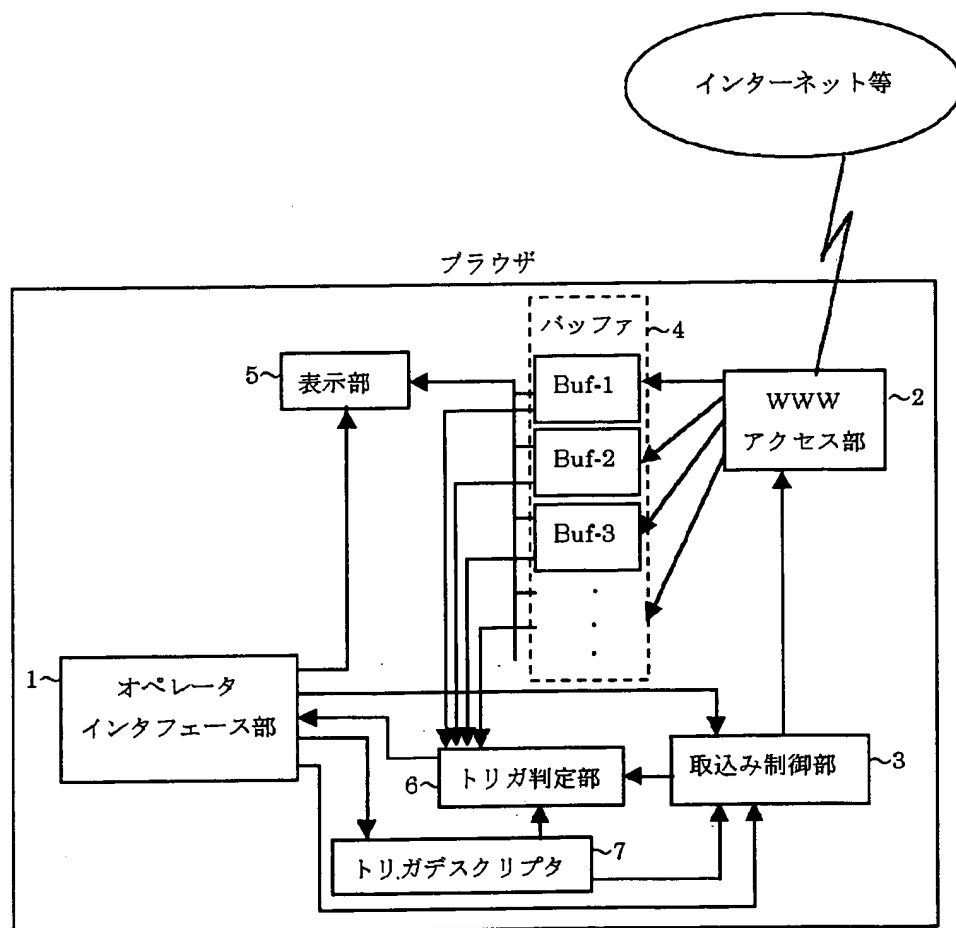 インターネット等
ブラウザ
バッファ
~4
5~
表示部
Buf-1
WWW
アクセス部
~2
Buf-2
Buf-3
1~
オペレータ
インタフェース部
6~
トリガ判定部
取込み制御部
~3
~7
トリガデスクリプタ